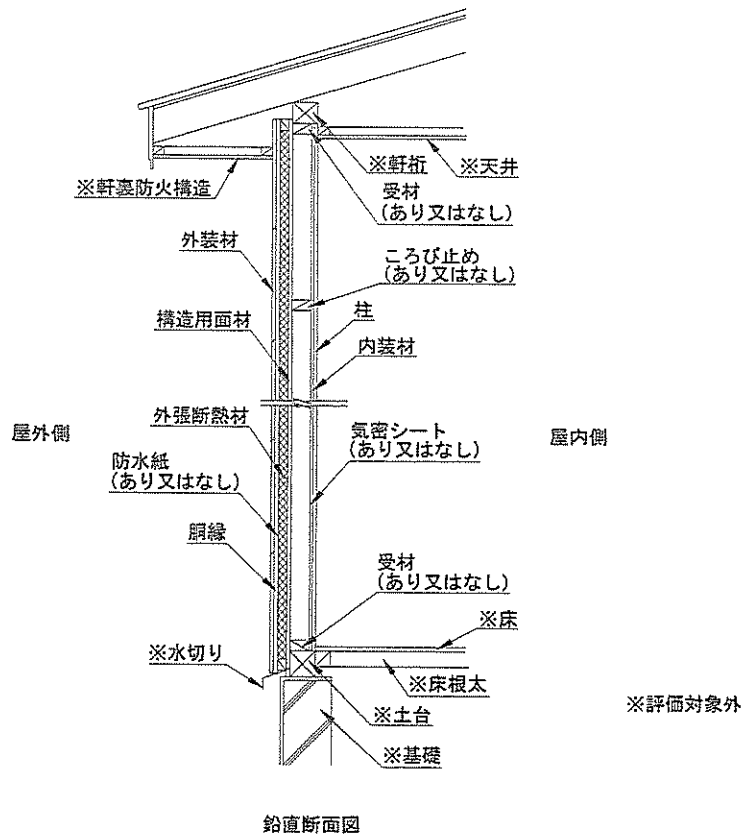 ※軒桁
※天井
※軒裏防火構造
受材
(あり又はなし)
外装材
ころび止め
(あり又はなし)
構造用面材
柱
内装材
外張断熱材
屋外側
気密シート
(あり又はなし)
屋内側
防水紙
(あり又はなし)
胴縁
受材
(あり又はなし)
※床
※水切り
※床根太
※評価対象外
※土台
※基礎
鉛直断面図